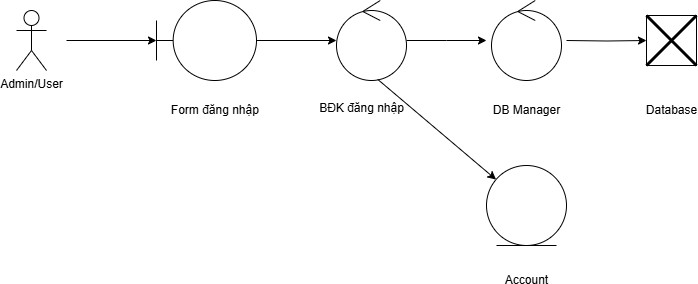 Admin/User
Form đăng nhập
BĐK đăng nhập
DB Manager
Database
Account